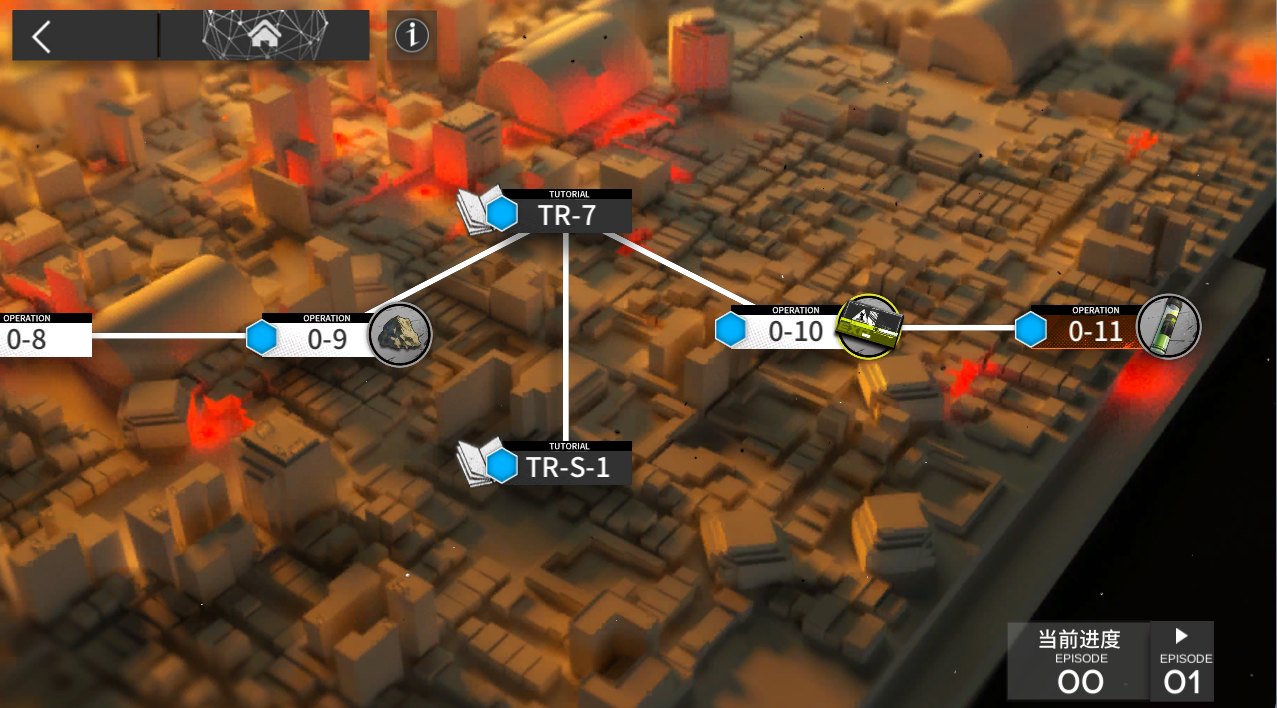 TUTORIAL
TR-7
OPERATION
0-8
OPERATION
0-9
OPERATION
0-10
OPERATION
0-11
TUTORIAL
TR-S-1
当前进度
EPISODE
00
EPISODE
01